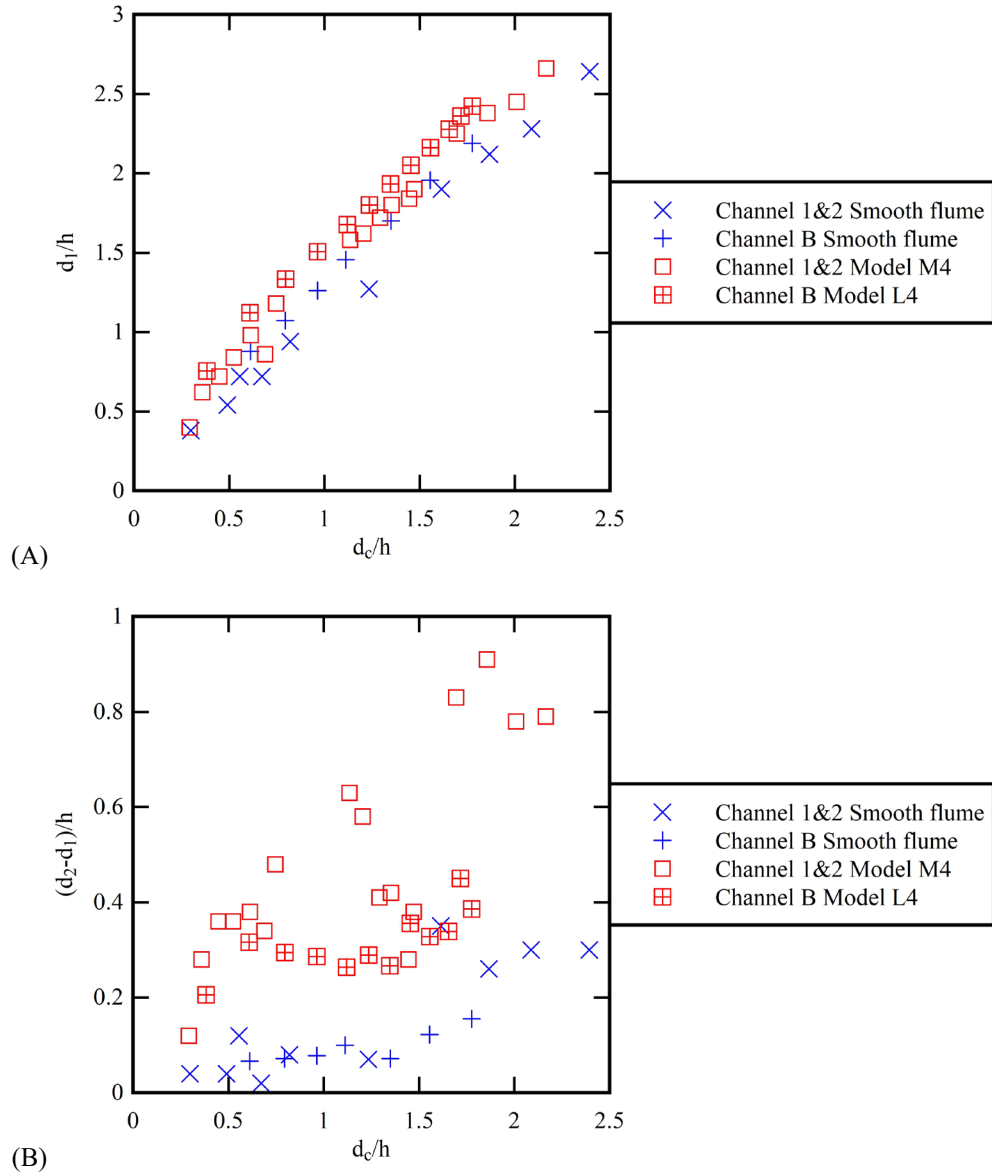 3
2.5
2
1.5
1
0.5
0
d1/h
0 0.5 1 1.5 2 2.5
dc/h
Channel 1&2 Smooth flume
Channel B Smooth flume
Channel 1&2 Model M4
Channel B Model L4
(A)
1
0.8
0.6
0.4
0.2
0
(d2-d1)/h
0 0.5 1 1.5 2 2.5
dc/h
Channel 1&2 Smooth flume
Channel B Smooth flume
Channel 1&2 Model M4
Channel B Model L4
(B)